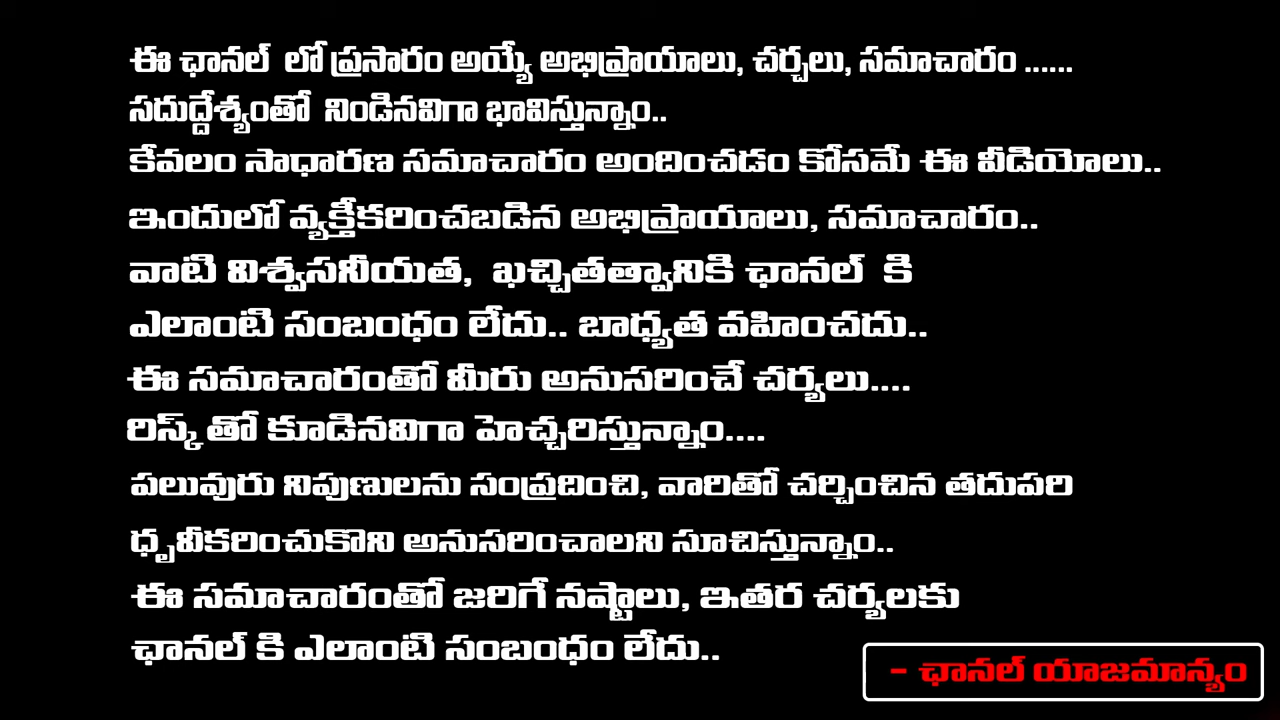 ఈ ఛానల్ లో ప్రసారం అయ్యే అభిప్రాయాలు, చర్చలు, సమాచారం ......
సదుద్దేశ్యంతో నిండినవిగా భావిస్తున్నాం..
కేవలం సాధారణ సమాచారం అందించడం కోసమే ఈ వీడియోలు..
ఇందులో వ్యక్తీకరించబడిన అభిప్రాయాలు, సమాచారం..
వాటి విశ్వసనీయత, ఖచ్చితత్వానికి ఛానల్ కి
ఎలాంటి సంబంధం లేదు.. బాధ్యత వహించదు..
ఈ సమాచారంతో మీరు అనుసరించే చర్యలు....
రిస్క్ తో కూడినవిగా హెచ్చరిస్తున్నాం....
పలువురు నిపుణులను సంప్రదించి, వారితో చర్చించిన తదుపరి
ధృవీకరించుకొని అనుసరించాలని సూచిస్తున్నాం..
ఈ సమాచారంతో జరిగే నష్టాలు, ఇతర చర్యలకు
ఛానల్ కి ఎలాంటి సంబంధం లేదు..
- ఛానల్ యాజమాన్యం